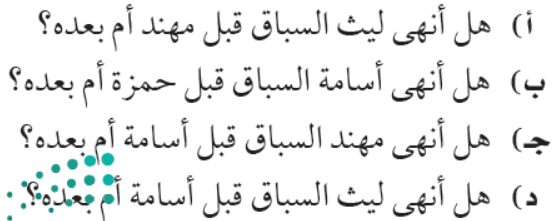 أ) هل أنهى ليث السباق قبل مهند أم بعده؟
ب) هل أنهى أسامة السباق قبل حمزة أم بعده؟
جـ) هل أنهى مهند السباق قبل أسامة أم بعده؟
د) هل أنهى ليث السباق قبل أسامة أم بعده؟